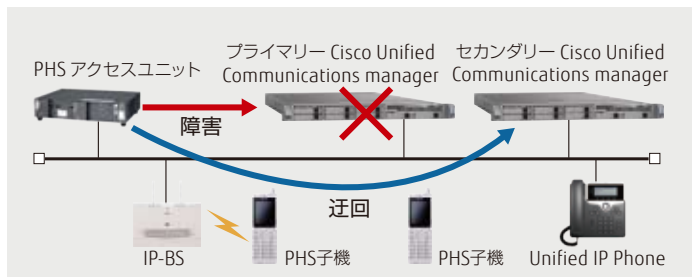 PHS アクセスユニット
プライマリー Cisco Unified
Communications manager
セカンダリー Cisco Unified
Communications manager
障害
迂回
IP-BS
PHS子機
PHS子機
Unified IP Phone